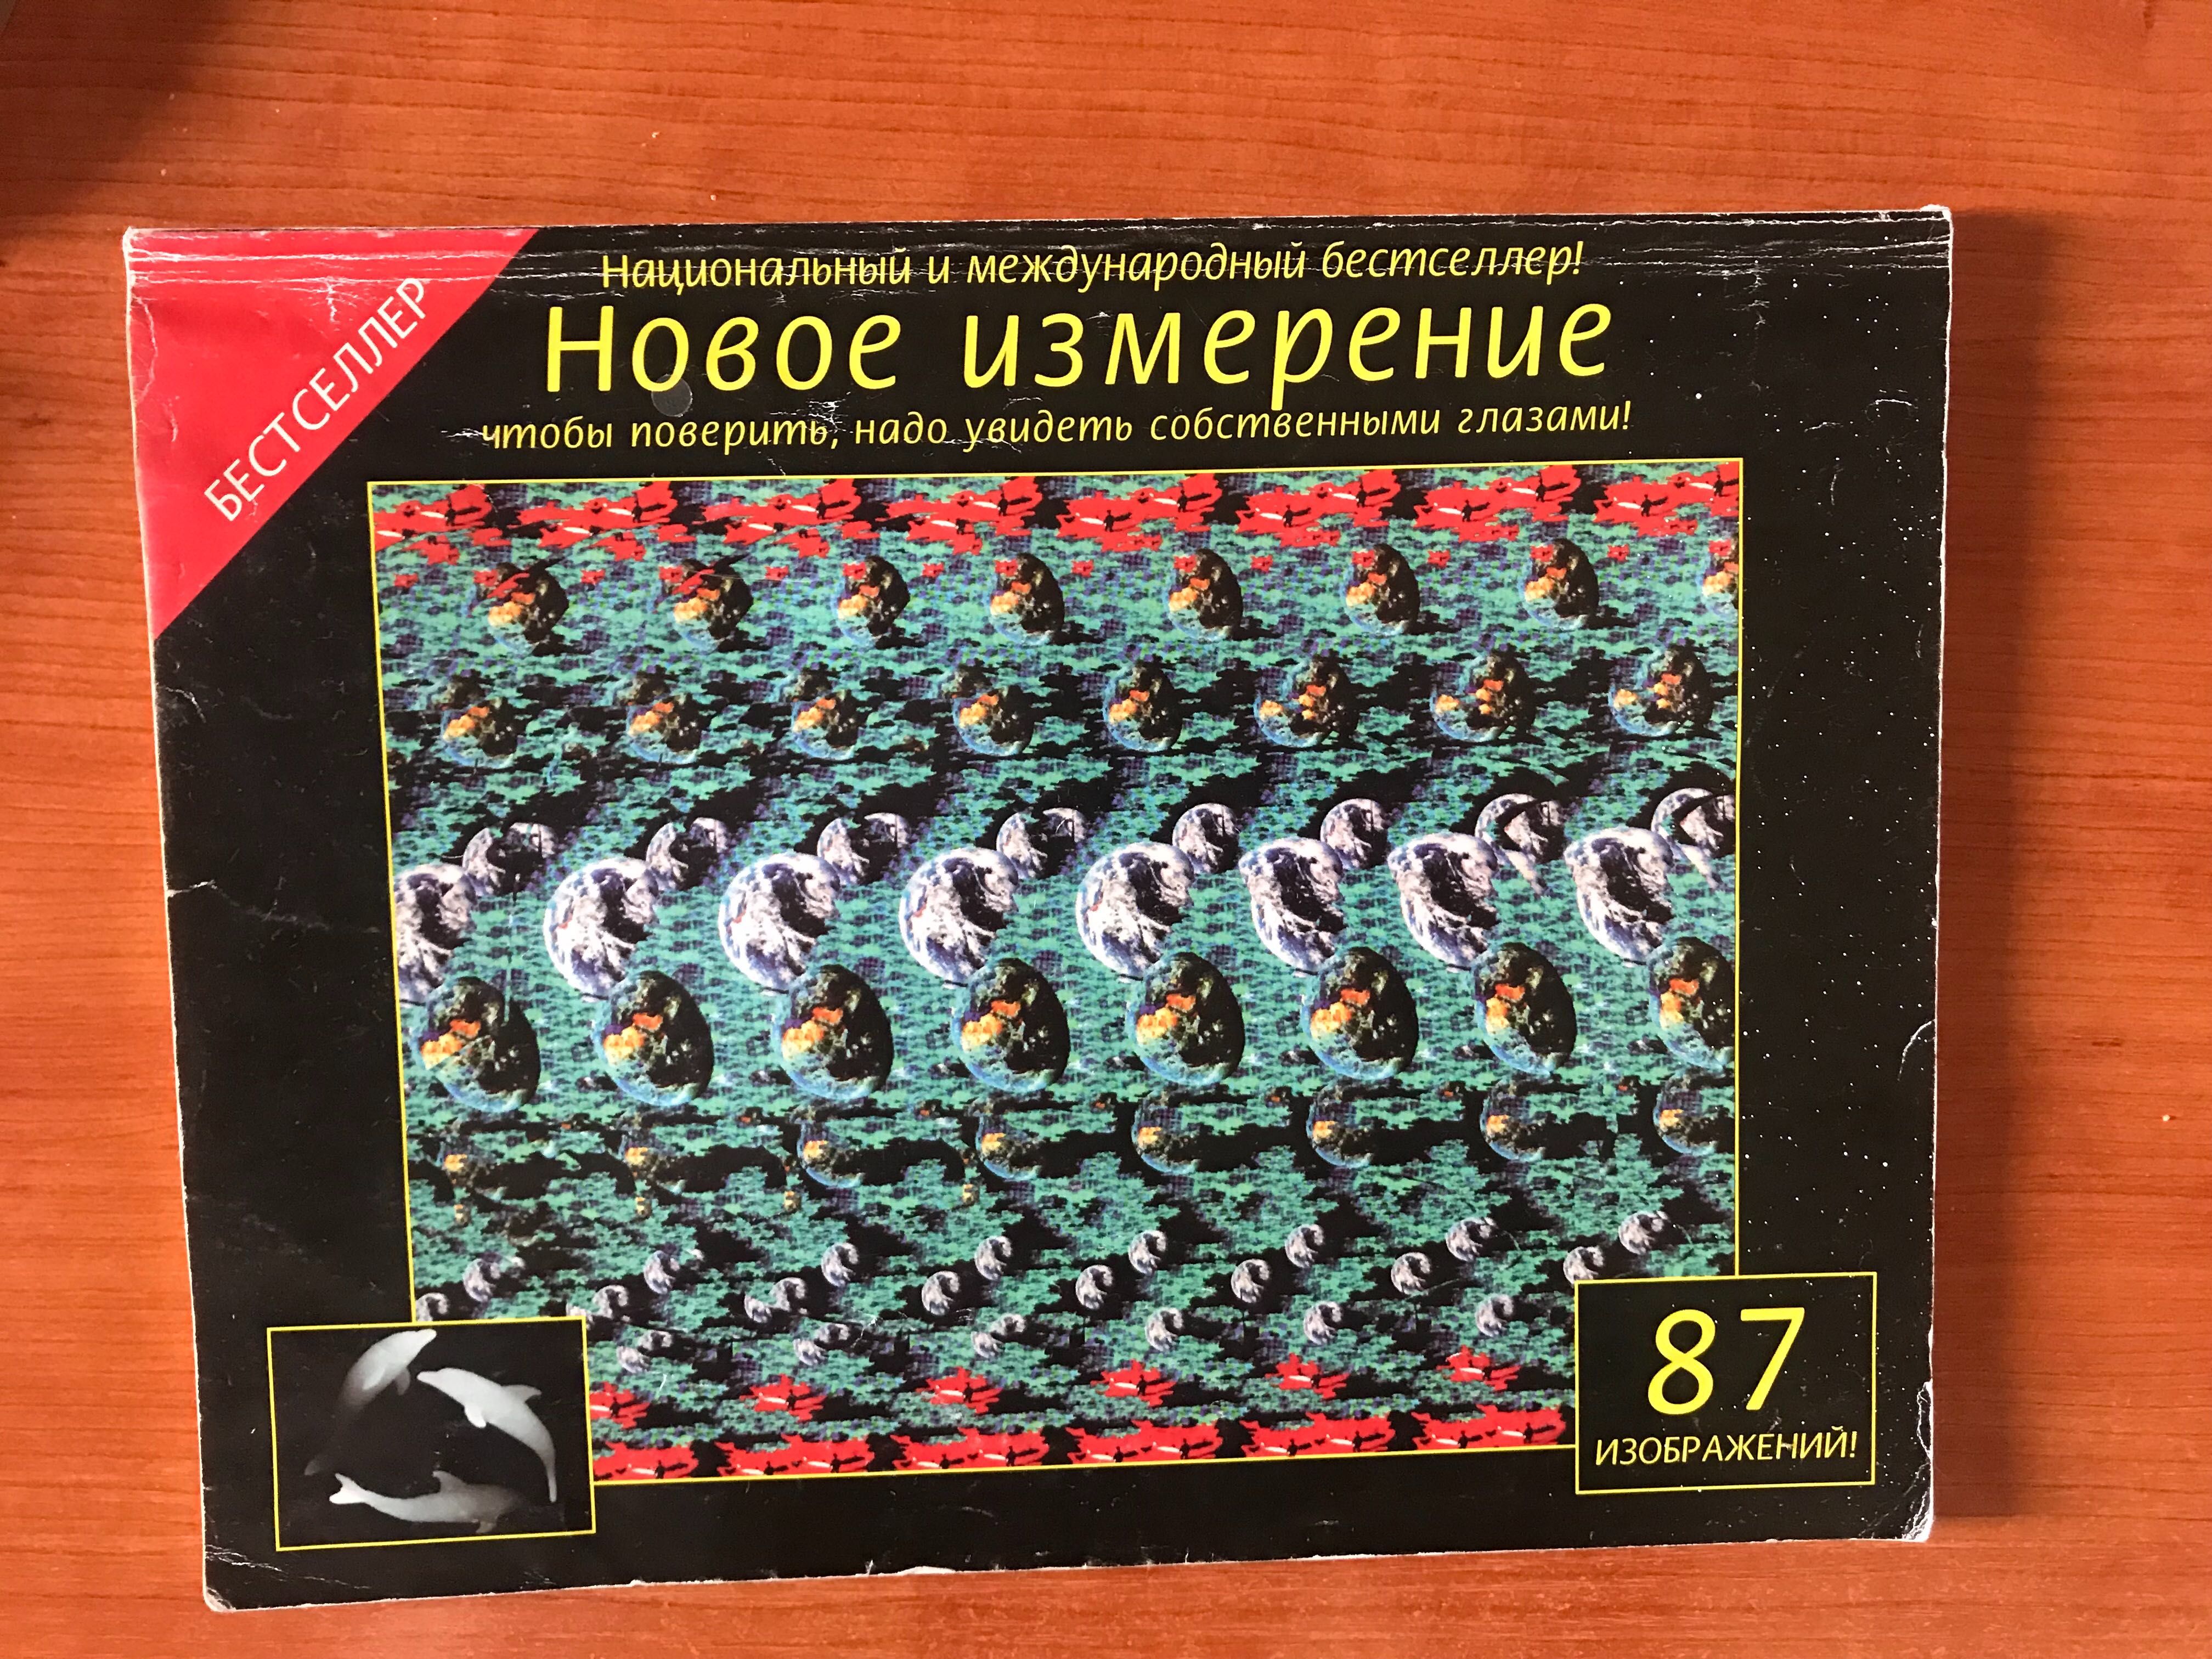 БЕСТСЕЛЛЕР
Национальный и международный бестселлер!
Новое измерение
чтобы поверить, надо увидеть собственными глазами!
87
ИЗОБРАЖЕНИЙ!